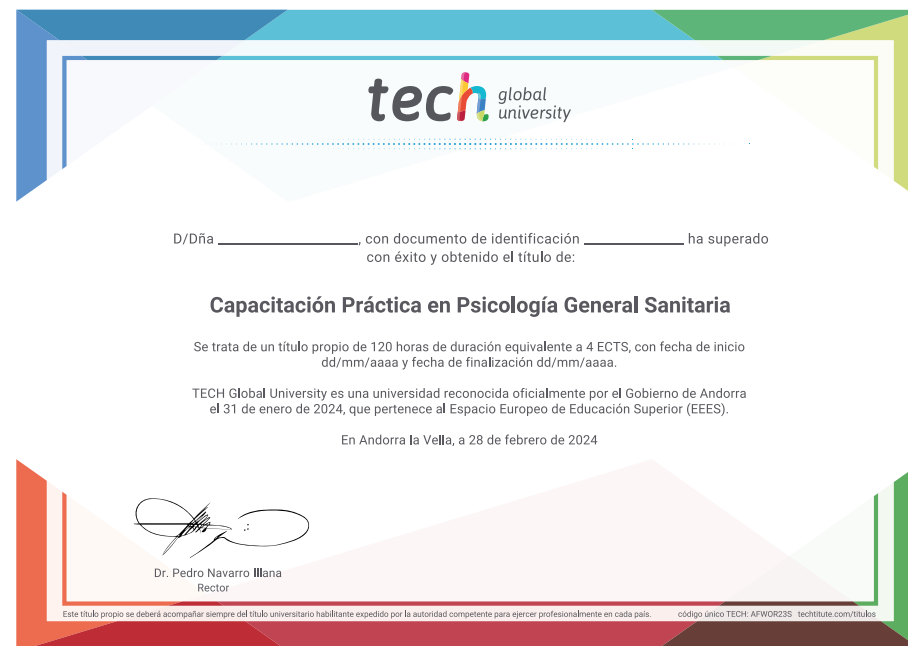 tech global university
D/Dña ____________________, con documento de identificación ______________ ha superado
con éxito y obtenido el título de:
Capacitación Práctica en Psicología General Sanitaria
Se trata de un título propio de 120 horas de duración equivalente a 4 ECTS, con fecha de inicio
dd/mm/aaaa y fecha de finalización dd/mm/aaaa.
TECH Global University es una universidad reconocida oficialmente por el Gobierno de Andorra
el 31 de enero de 2024, que pertenece al Espacio Europeo de Educación Superior (EEES).
En Andorra la Vella, a 28 de febrero de 2024
Dr. Pedro Navarro Illana
Rector
Este título propio se deberá acompañar siempre del título universitario habilitante expedido por la autoridad competente para ejercer profesionalmente en cada país. código único TECH: AFWOR23S techtitute.com/titulos